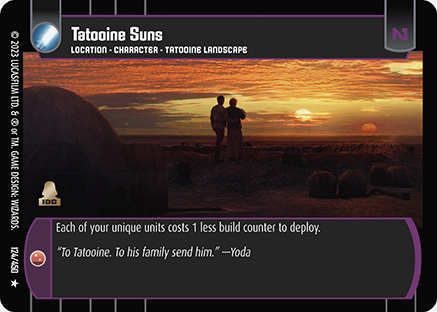 Tatooine Suns
LOCATION - CHARACTER - TATOOINE LANDSCAPE
N
© 2023 LUCASFILM LTD. & ® OR TM. GAME DESIGN: WIZARDS. 124/450
IDC
Each of your unique units costs 1 less build counter to deploy.
“To Tatooine. To his family send him.” —Yoda